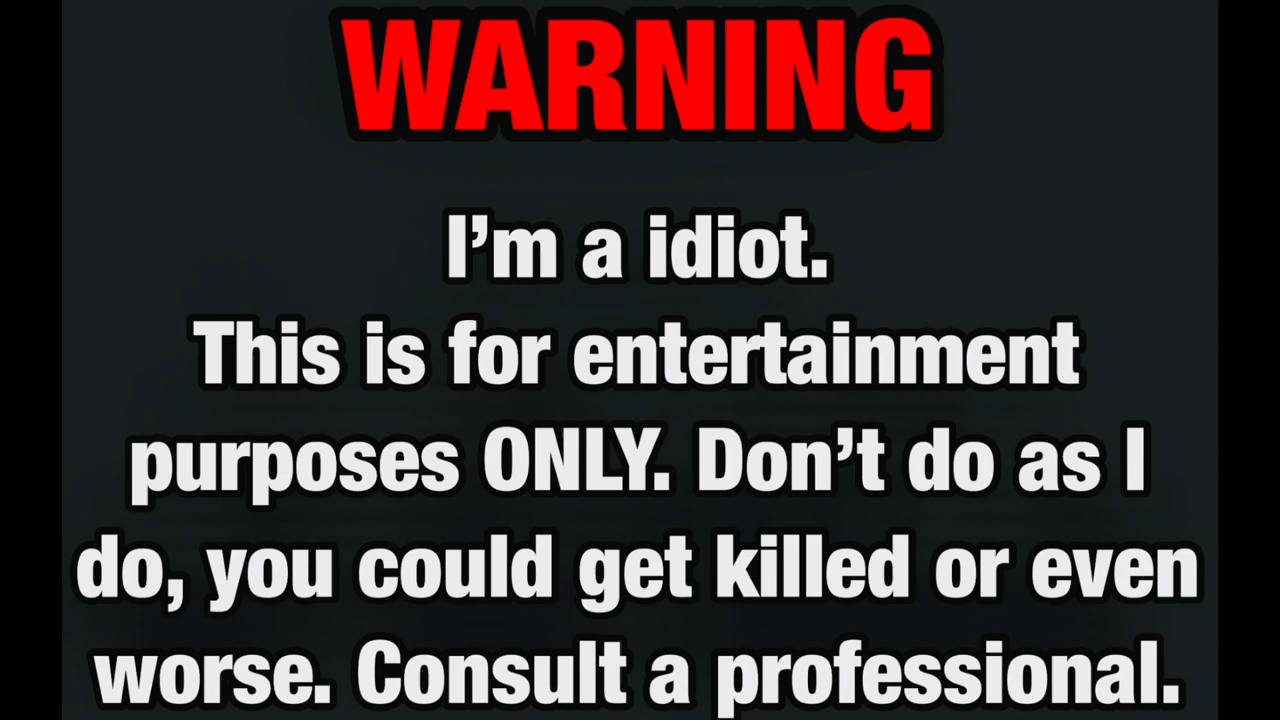 WARNING
I’m a idiot.
This is for entertainment
purposes ONLY. Don’t do as I
do, you could get killed or even
worse. Consult a professional.